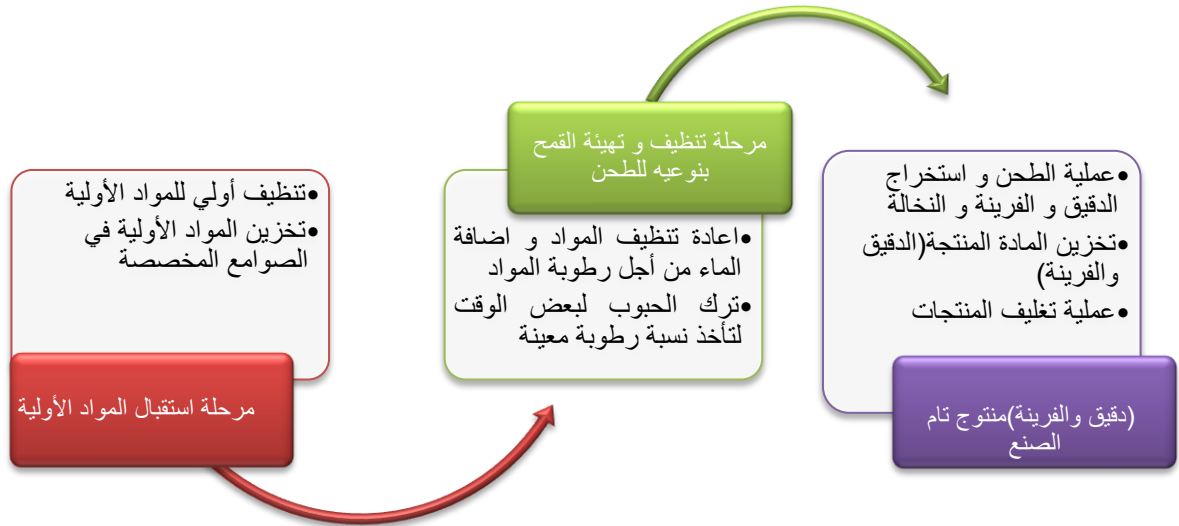 تنظيف أولي للمواد الأولية
تخزين المواد الأولية في
الصوامع المخصصة
مرحلة استقبال المواد الأولية
مرحلة تنظيف و تهيئة القمح
بنوعيه للطحن
اعادة تنظيف المواد و اضافة
الماء من أجل رطوبة المواد
ترك الحبوب لبعض الوقت
لتأخذ نسبة رطوبة معينة
عملية الطحن و استخراج
الدقيق و الفرينة و النخالة
تخزين المادة المنتجة(الدقيق
والفرينة)
عملية تغليف المنتجات
(دقيق والفرينة)منتوج تام
الصنع